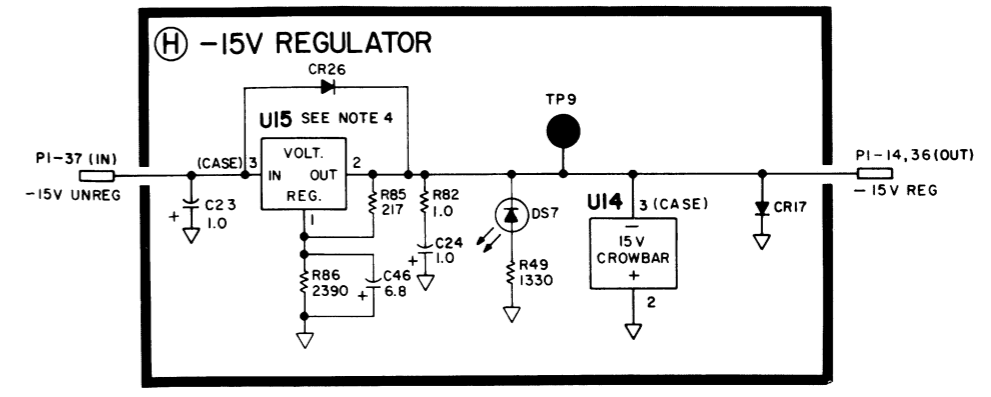 H -15V REGULATOR
CR26
U15 SEE NOTE 4
TP9
P1-37 (IN)
-15V UNREG
(CASE) 3
VOLT.
IN OUT
REG.
2
1
P1-14,36(OUT)
-15V REG
+ C23
1.0
R85
217
R82
1.0
DS7
U14
3 (CASE)
CR17
-
15V
CROWBAR
+
2
+ C24
1.0
R49
1330
R86
2390
+ C46
6.8